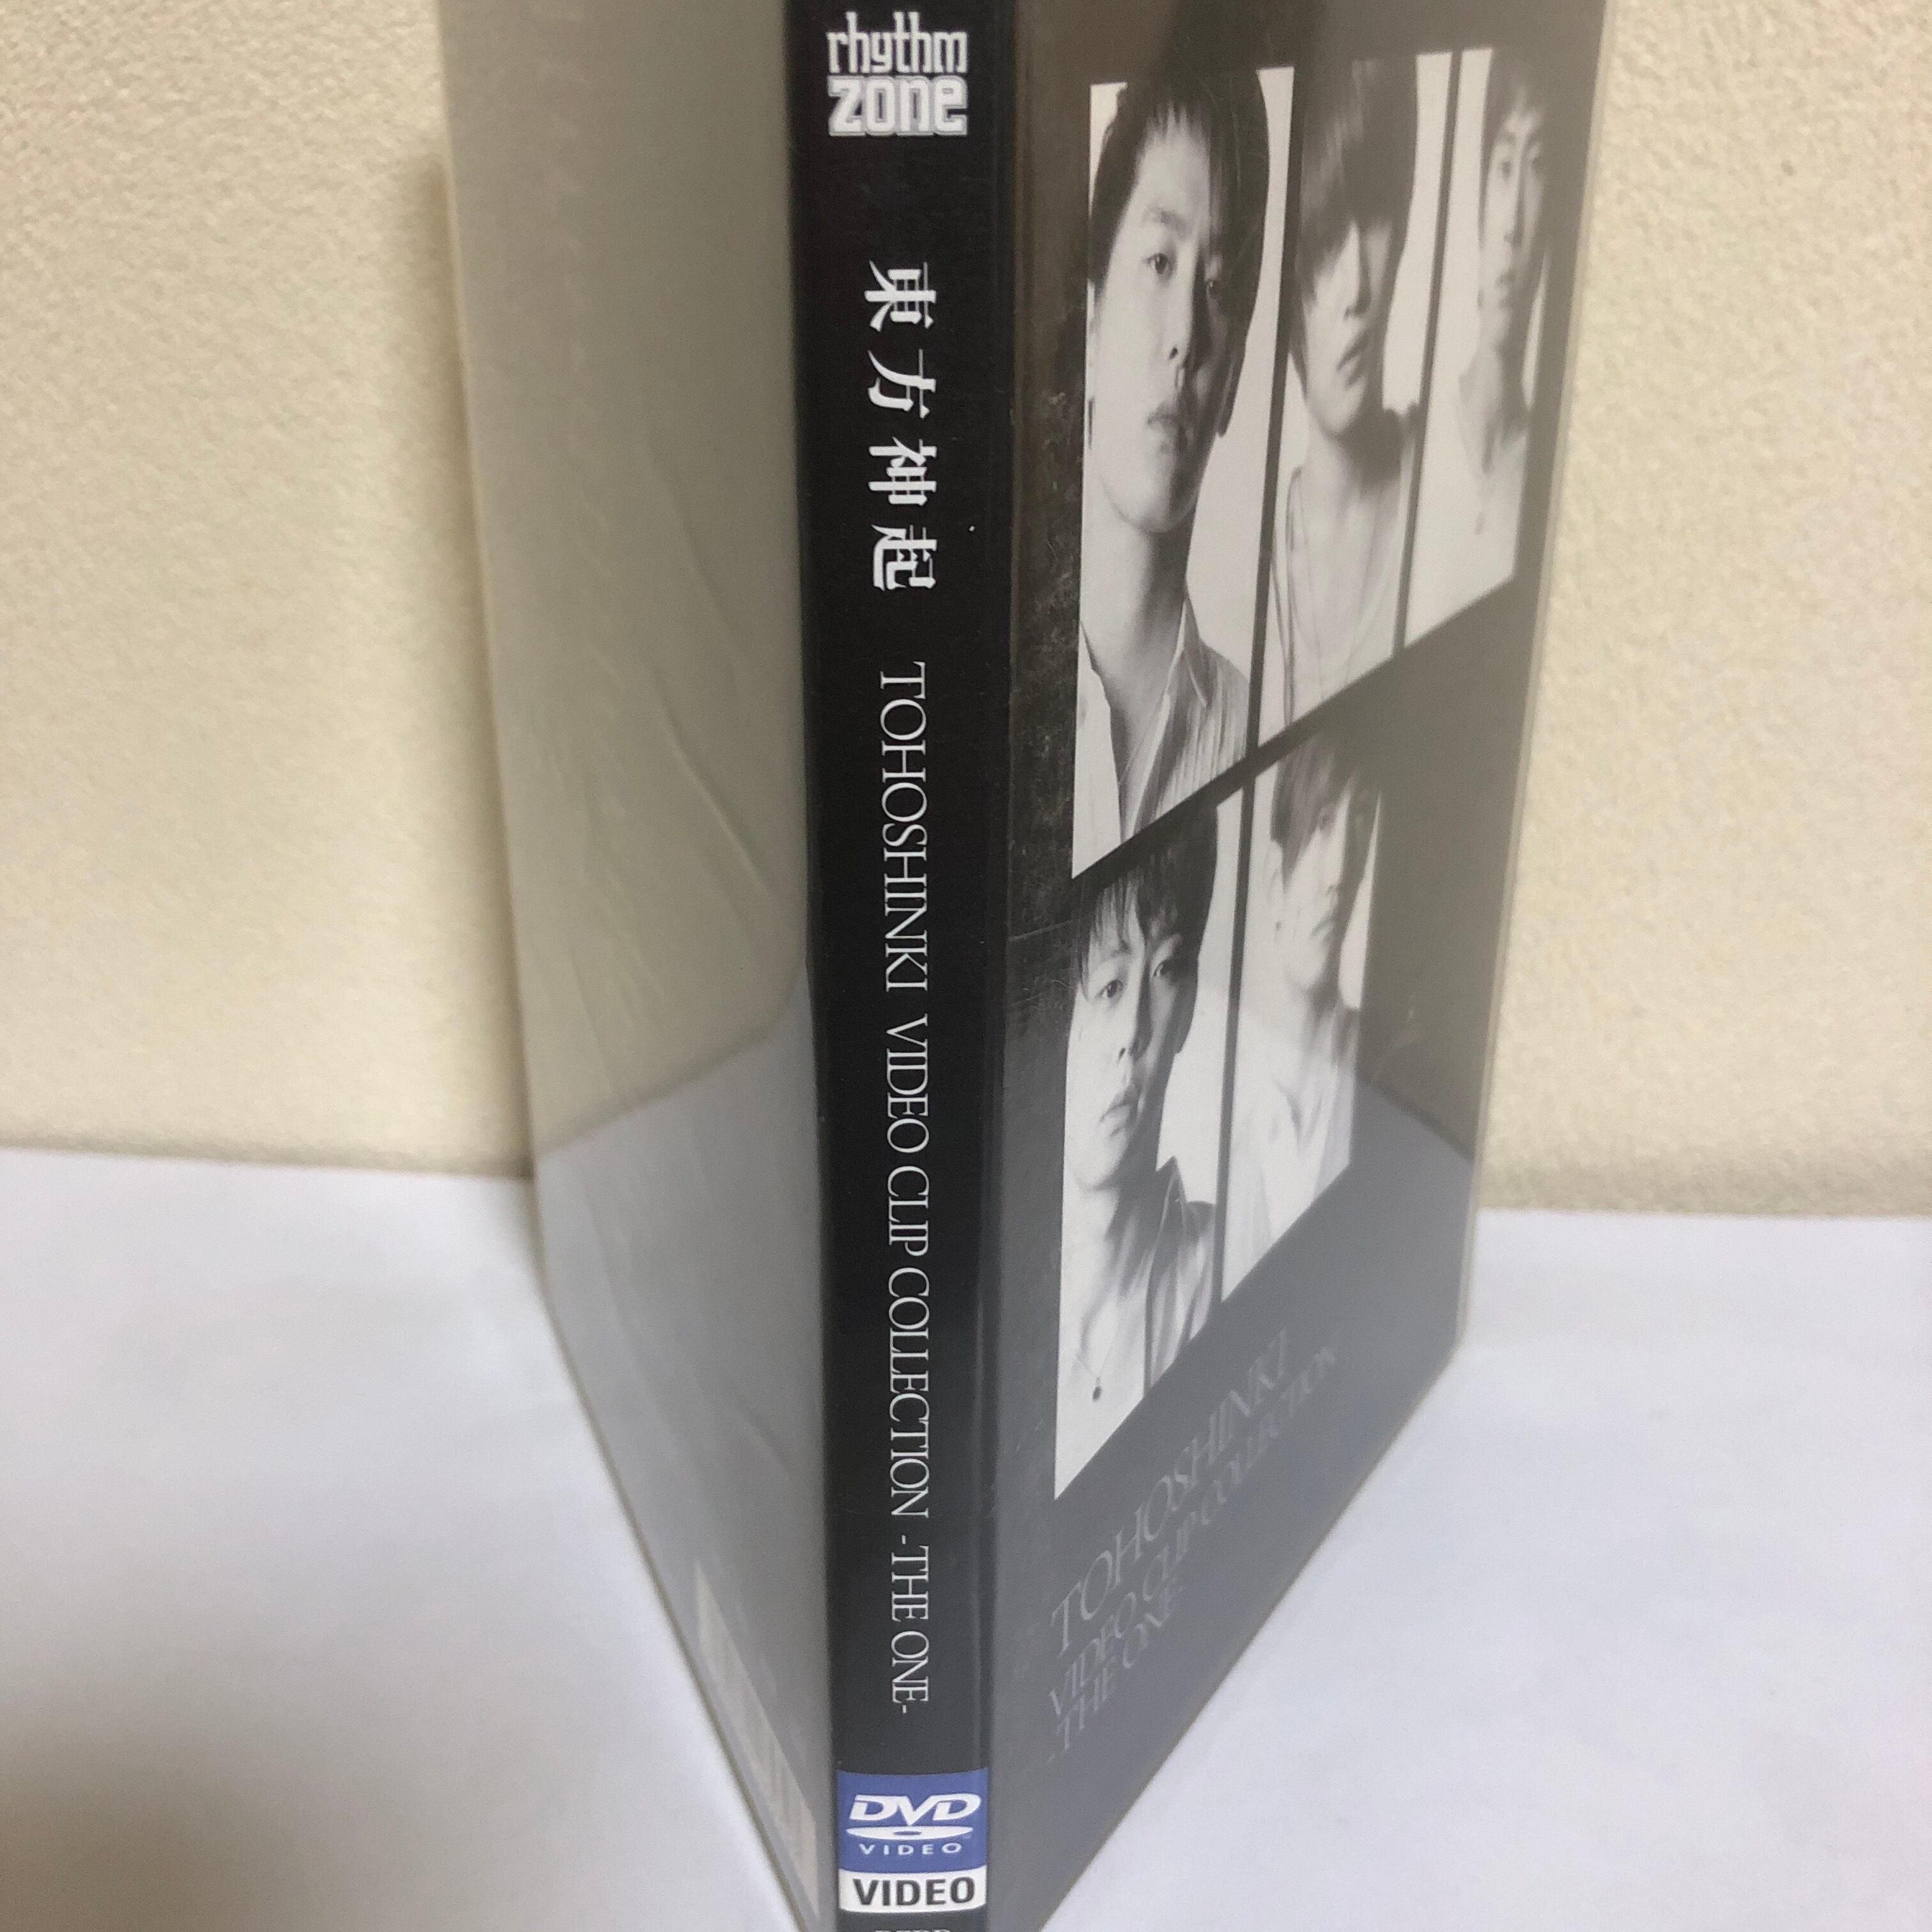 rhythm
zone
東方神起 TOHOSHINKI VIDEO CLIP COLLECTION -THE ONE-
DVD
VIDEO
VIDEO
TOHOSHINKI
VIDEO CLIP COLLECTION
-THE ONE-